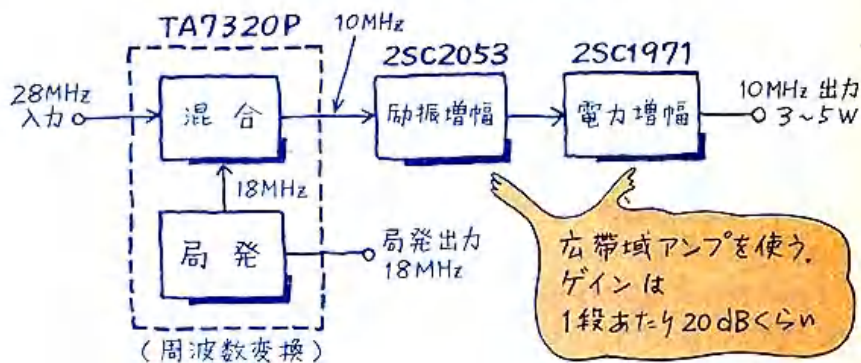 TA7320P
10MHz
2SC2053
2SC1971
28MHz
入力
混合
励振増幅
電力増幅
10MHz 出力
3～5W
18MHz
局発
局発出力
18MHz
(周波数変換)
広帯域アンプを使う.
ゲインは
1段あたり20dBくらい